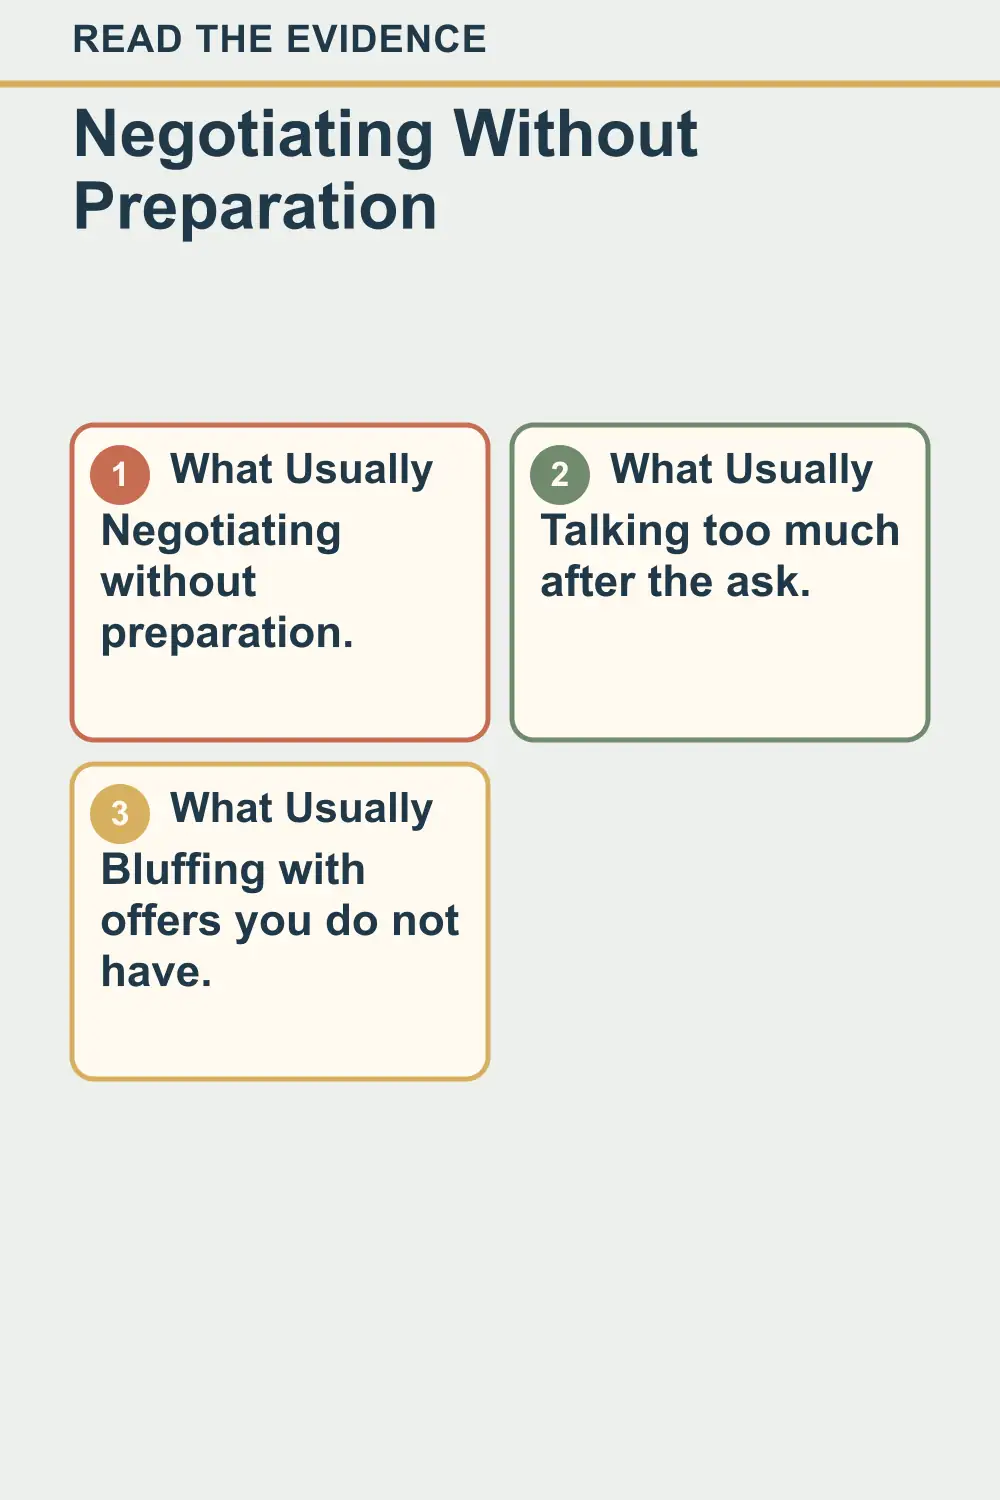 READ THE EVIDENCE
Negotiating Without
Preparation
1 What Usually
Negotiating
without
preparation.
2 What Usually
Talking too much
after the ask.
3 What Usually
Bluffing with
offers you do not
have.